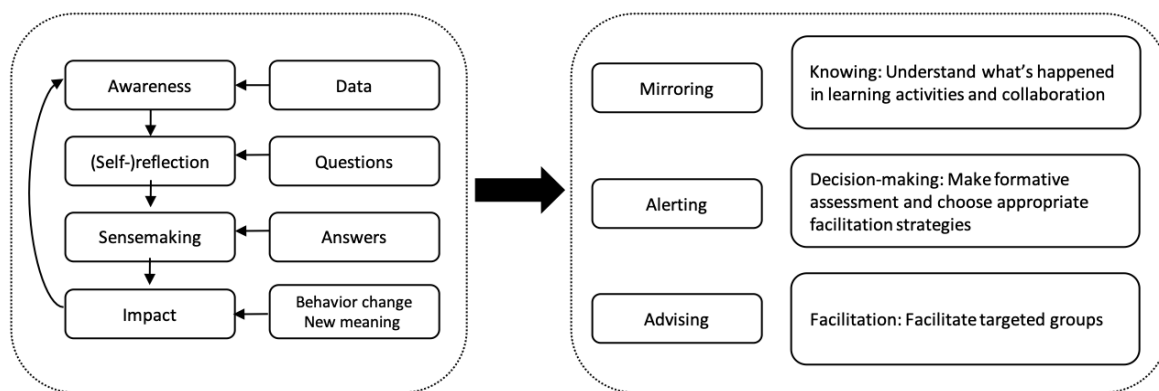 Awareness
Data
(Self-)reflection
Questions
Sensemaking
Answers
Impact
Behavior change
New meaning
Mirroring
Knowing: Understand what's happened
in learning activities and collaboration
Alerting
Decision-making: Make formative
assessment and choose appropriate
facilitation strategies
Advising
Facilitation: Facilitate targeted groups